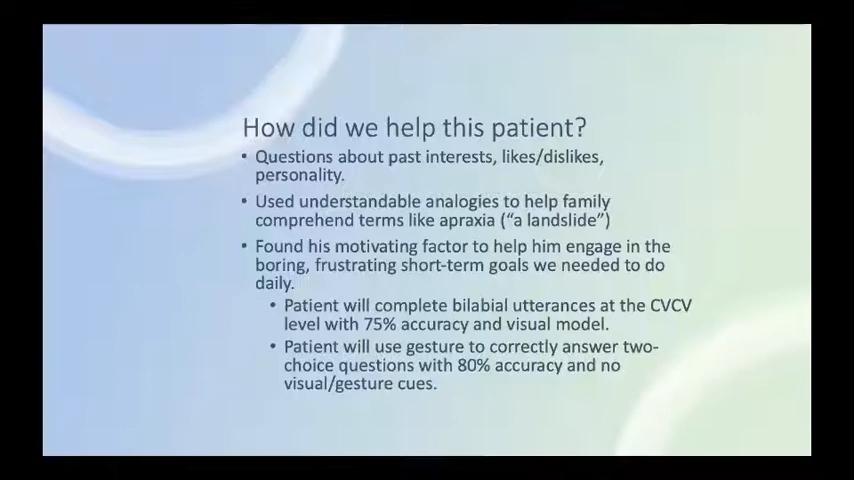 How did we help this patient?
• Questions about past interests, likes/dislikes,
personality.
• Used understandable analogies to help family
comprehend terms like apraxia (“a landslide”)
• Found his motivating factor to help him engage in the
boring, frustrating short-term goals we needed to do
daily.
• Patient will complete bilabial utterances at the CVCV
level with 75% accuracy and visual model.
• Patient will use gesture to correctly answer two-
choice questions with 80% accuracy and no
visual/gesture cues.